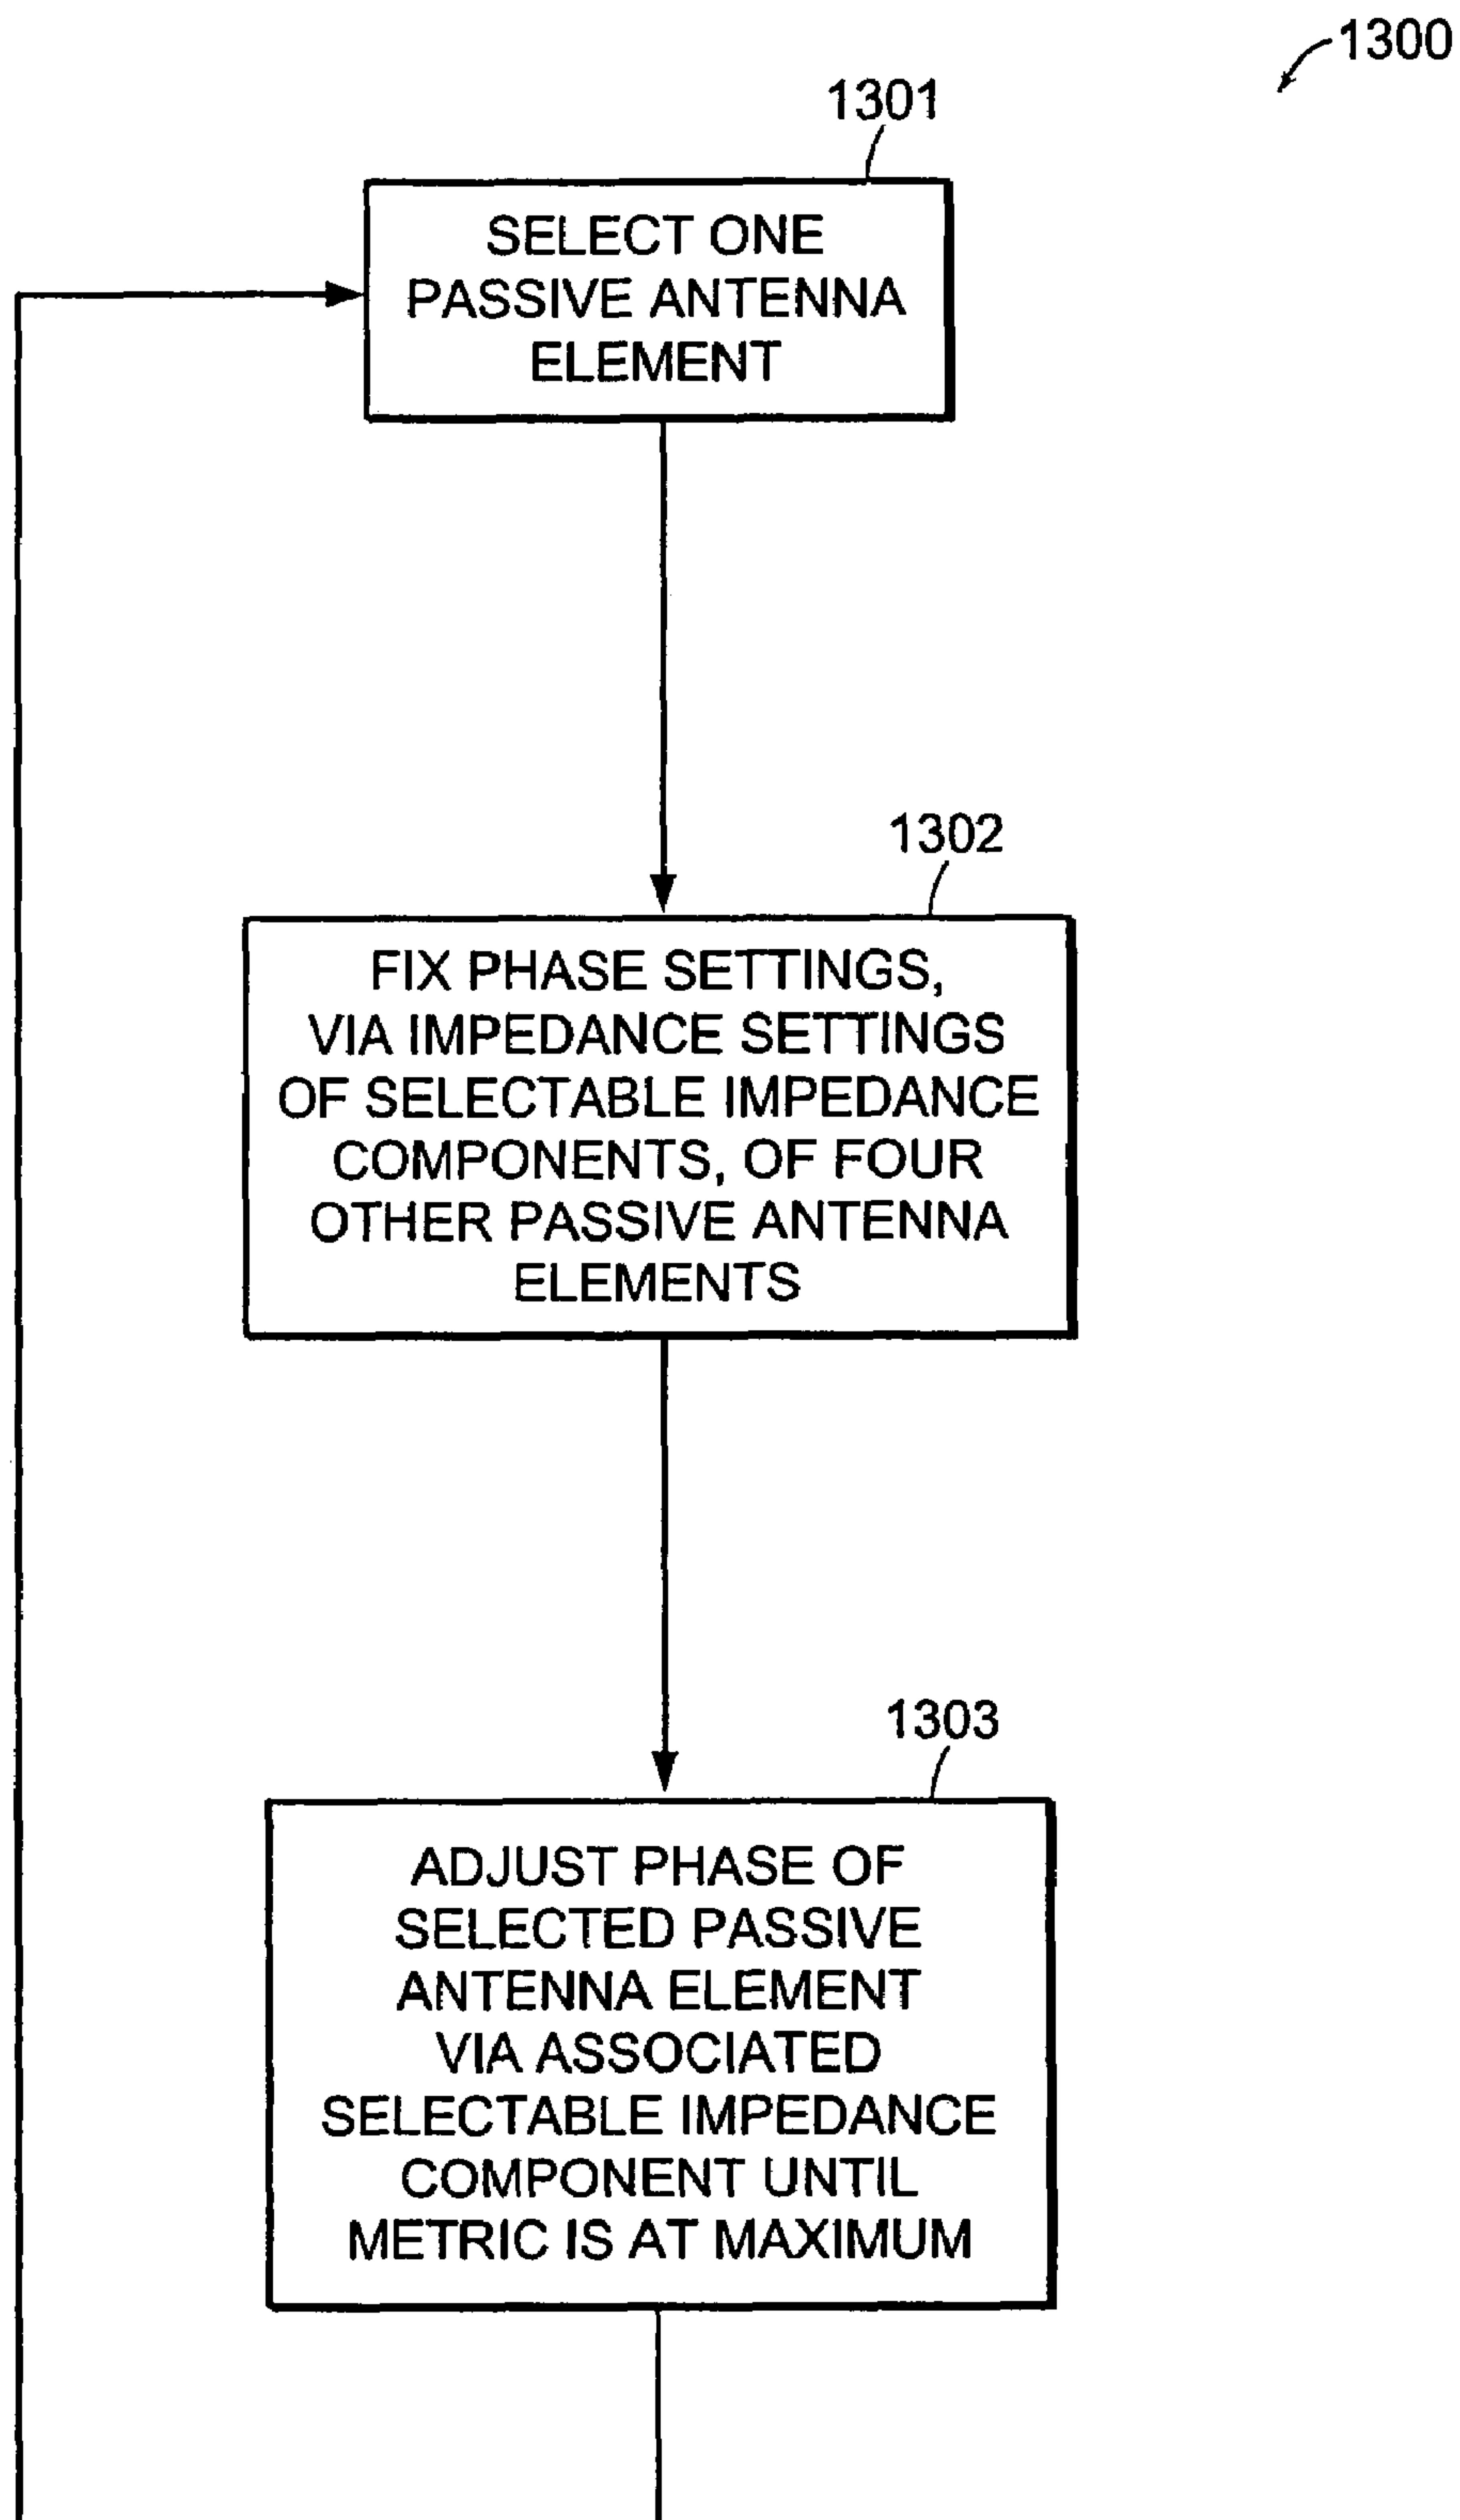 1300
1301
SELECT ONE
PASSIVE ANTENNA
ELEMENT
1302
FIX PHASE SETTINGS,
VIA IMPEDANCE SETTINGS
OF SELECTABLE IMPEDANCE
COMPONENTS, OF FOUR
OTHER PASSIVE ANTENNA
ELEMENTS
1303
ADJUST PHASE OF
SELECTED PASSIVE
ANTENNA ELEMENT
VIA ASSOCIATED
SELECTABLE IMPEDANCE
COMPONENT UNTIL
METRIC IS AT MAXIMUM